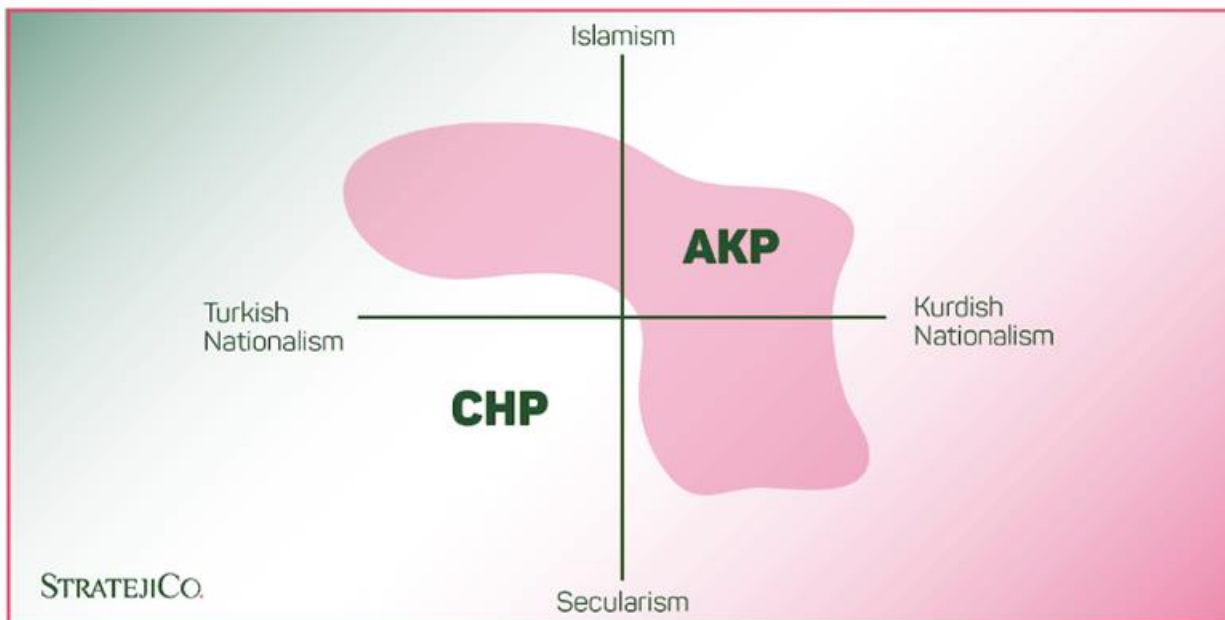 Islamism
AKP
Turkish
Nationalism
Kurdish
Nationalism
CHP
STRATEJICO.
Secularism